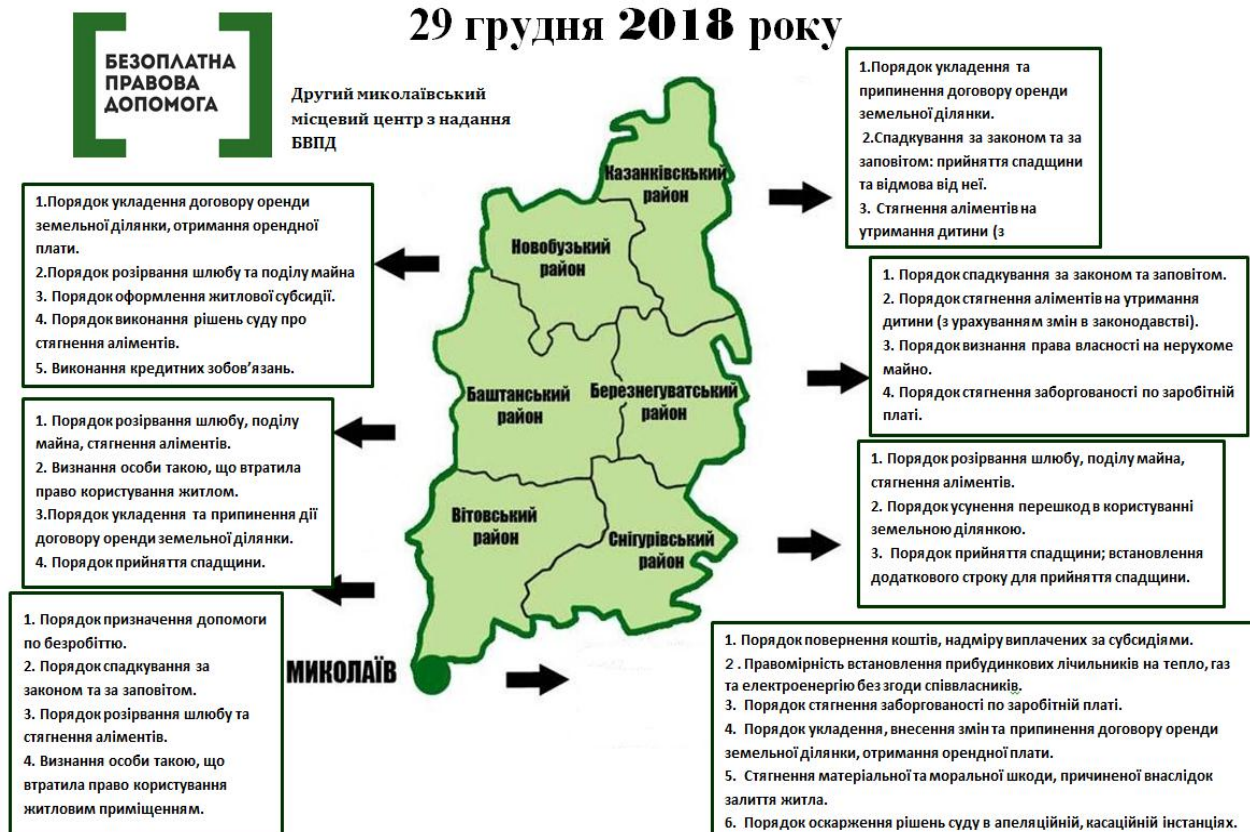 29 грудня 2018 року
БЕЗОПЛАТНА
ПРАВОВА
ДОПОМОГА
Другий миколаївський
місцевий центр з надання
БВПД
1.Порядок укладення та
припинення договору оренди
земельної ділянки.
2.Спадкування за законом та за
заповітом: прийняття спадщини
та відмова від неї.
3. Стягнення аліментів на
утримання дитини (з
Казанківскький
район
1.Порядок укладення договору оренди
земельної ділянки, отримання орендної
плати.
2.Порядок розірвання шлюбу та поділу майна
3. Порядок оформлення житлової субсидії.
4. Порядок виконання рішень суду про
стягнення аліментів.
5. Виконання кредитних зобов’язань.
Новобузький
район
1. Порядок спадкування за законом та заповітом.
2. Порядок стягнення аліментів на утримання
дитини (з урахуванням змін в законодавстві).
3. Порядок визнання права власності на нерухоме
майно.
4. Порядок стягнення заборгованості по заробітній
платі.
Баштанський
район
Березнегуватський
район
1. Порядок розірвання шлюбу, поділу
майна, стягнення аліментів.
2. Визнання особи такою, що втратила
право користування житлом.
3.Порядок укладення та припинення дії
договору оренди земельної ділянки.
4. Порядок прийняття спадщини.
1. Порядок розірвання шлюбу, поділу майна,
стягнення аліментів.
2. Порядок усунення перешкод в користуванні
земельною ділянкою.
3. Порядок прийняття спадщини; встановлення
додаткового строку для прийняття спадщини.
Вітовський
район
Снігурівський
район
1. Порядок призначення допомоги
по безробіттю.
2. Порядок спадкування за
законом та за заповітом.
3. Порядок розірвання шлюбу та
стягнення аліментів.
4. Визнання особи такою, що
втратила право користування
житловим приміщенням.
МИКОЛАЇВ
1. Порядок повернення коштів, надміру виплачених за субсидіями.
2 . Правомірність встановлення прибудинкових лічильників на тепло, газ
та електроенергію без згоди співвласників.
3. Порядок стягнення заборгованості по заробітній платі.
4. Порядок укладення, внесення змін та припинення договору оренди
земельної ділянки, отримання орендної плати.
5. Стягнення матеріальної та моральної шкоди, причиненої внаслідок
залиття житла.
6. Порядок оскарження рішень суду в апеляційній, касаційній інстанціях.